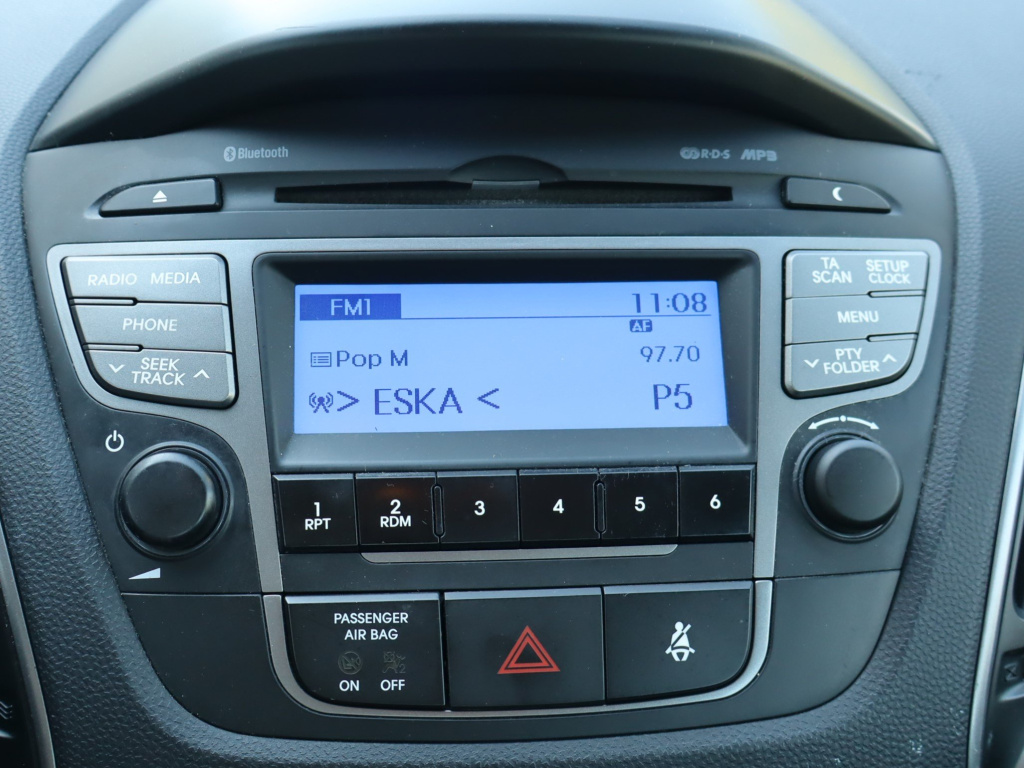 Bluetooth
R·D·S MP3
RADIO MEDIA
PHONE
SEEK
TRACK
FM1
11:08
AF
Pop M
97.70
> ESKA <
P5
TA
SCAN
SETUP
CLOCK
MENU
PTY
FOLDER
1
RPT
2
RDM
3
4
5
6
PASSENGER
AIR BAG
ON OFF